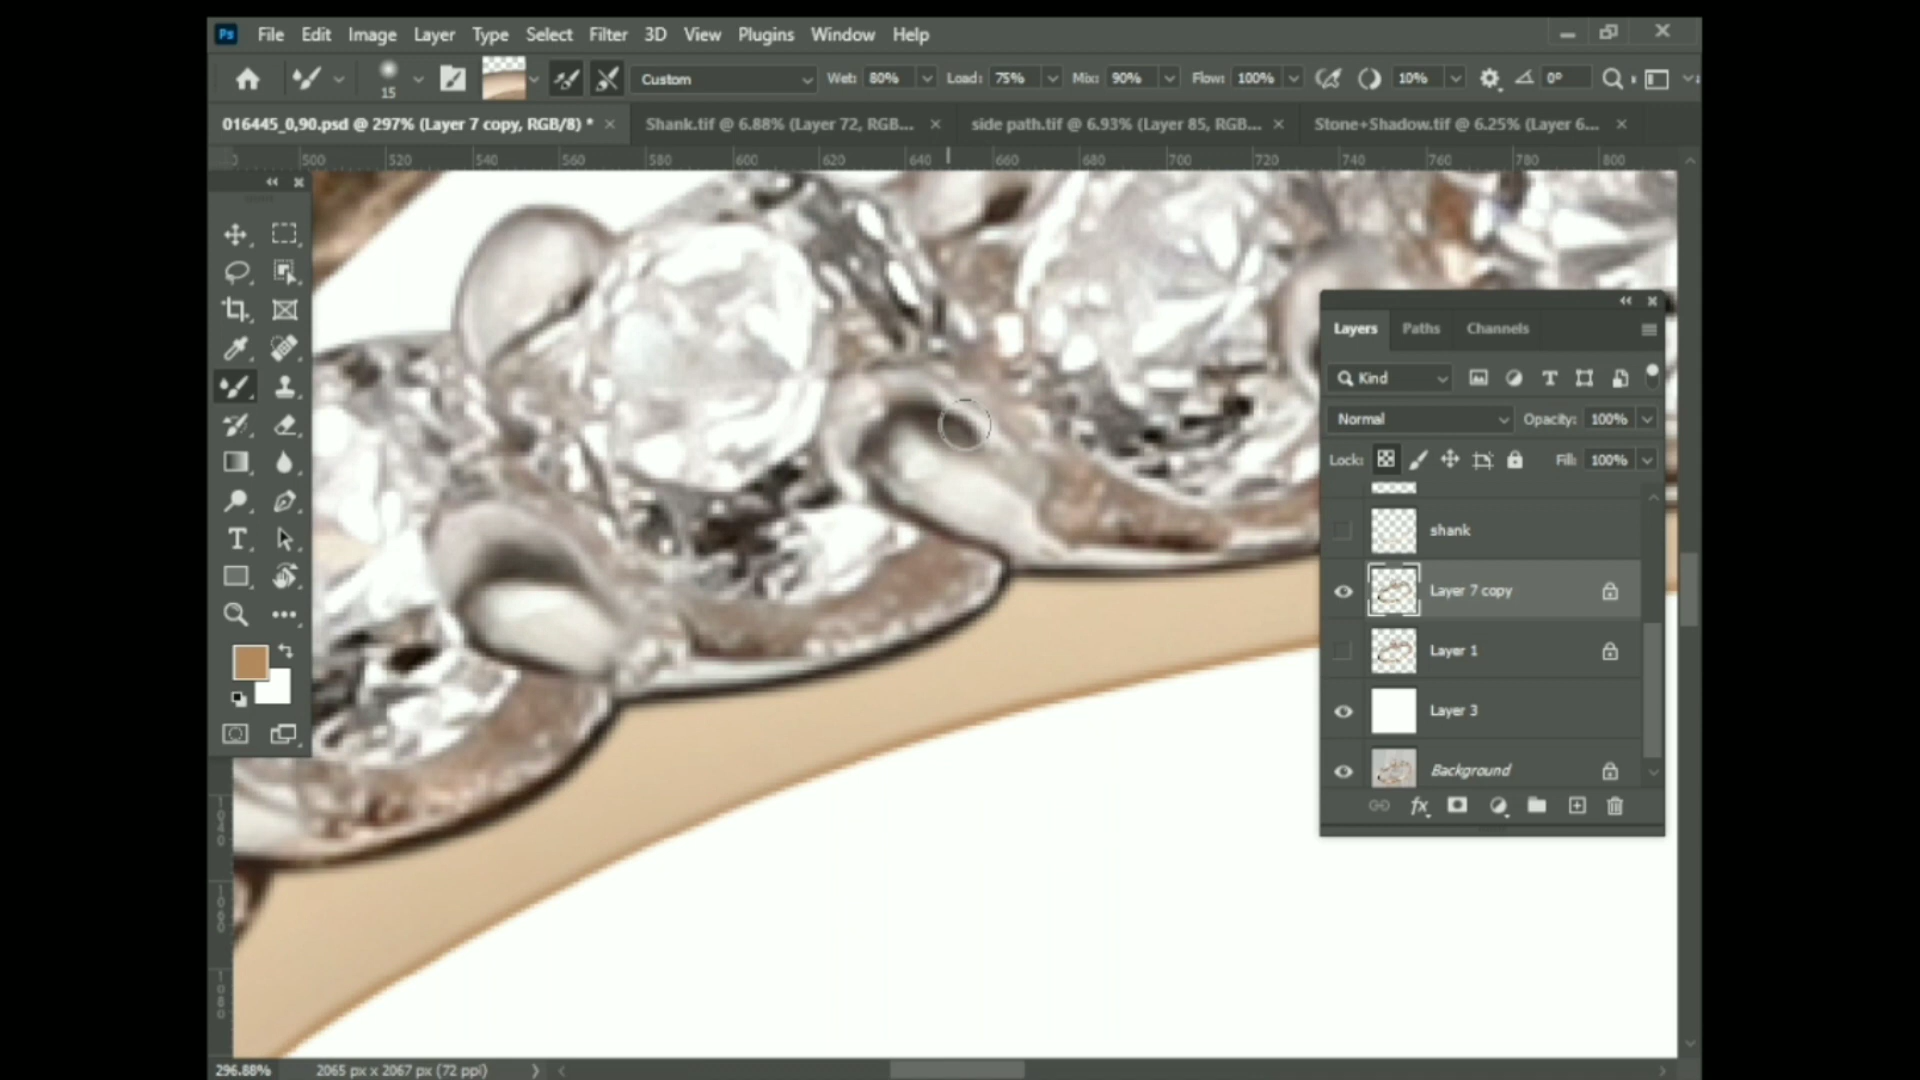 Ps File Edit Image Layer Type Select Filter 3D View Plugins Window Help
15 Custom Wet: 80% Load: 75% Mix: 90% Flow: 100% 10% 0°
016445_0,90.psd @ 297% (Layer 7 copy, RGB/8) * Shank.tif @ 6.88% (Layer 72, RGB... side path.tif @ 6.93% (Layer 85, RGB... Stone+Shadow.tif @ 6.25% (Layer 6...
500 520 540 560 580 600 620 640 660 680 700 720 740 760 780 800
Layers Paths Channels
Kind
Normal Opacity: 100%
Lock: Fill: 100%
shank
Layer 7 copy
Layer 1
Layer 3
Background
fx
T
1040
1060
1080
296.88% 2065 px x 2067 px (72 ppi)